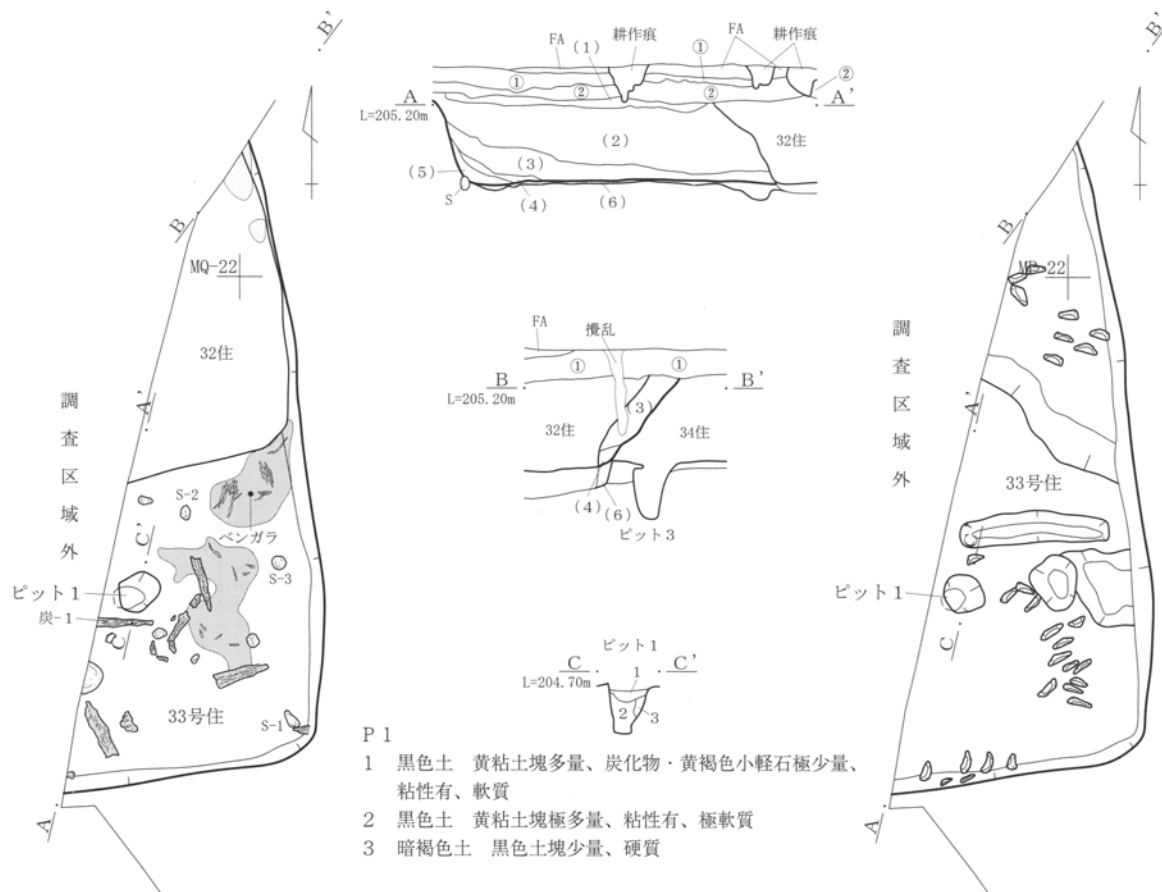 B'
B
MQ-22
32住
調査区域外
A'
S-2
ベンガラ
C'
S-3
ピット1
炭-1
C
33号住
S-1
A
FA
(1)
耕作痕
①
FA
耕作痕
①
②
②
②
A
A'
L=205.20m
(2)
32住
(3)
(5)
S
(4)
(6)
FA
攪乱
①
①
B
B'
L=205.20m
(3)
32住
34住
(4)
(6)
ピット3
ピット1
C
C'
L=204.70m
1
2
3
P1
1 黒色土 黄粘土塊多量、炭化物・黄褐色小軽石極少量、
粘性有、軟質
2 黒色土 黄粘土塊極多量、粘性有、極軟質
3 暗褐色土 黒色土塊少量、硬質
B'
B
22
調査区域外
A'
33号住
ピット1
C
A